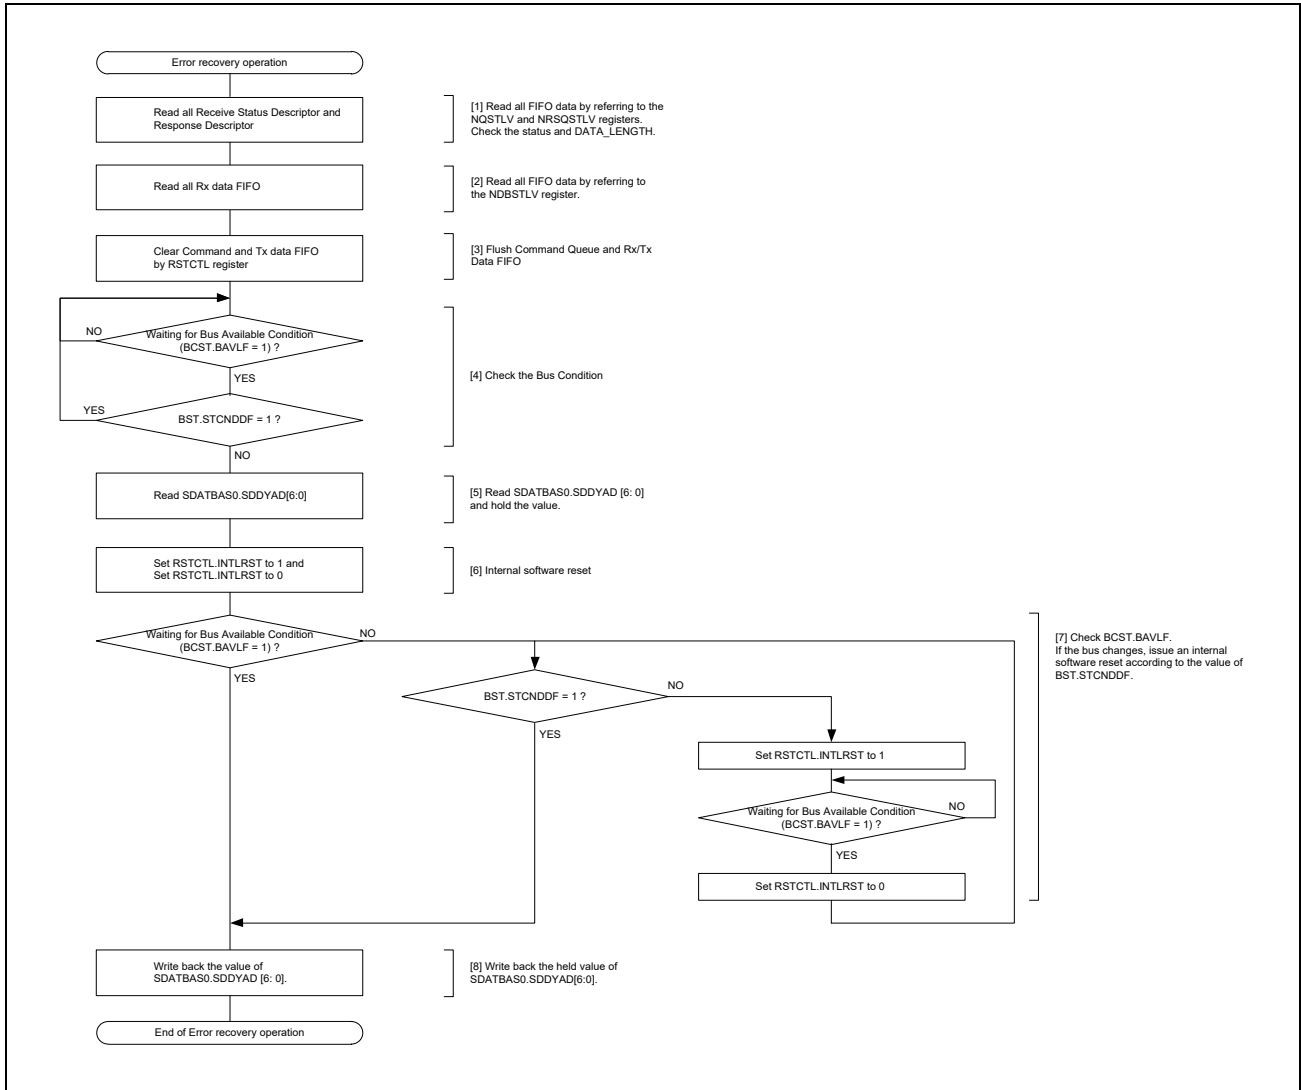 Error recovery operation
Read all Receive Status Descriptor and
Response Descriptor
[1] Read all FIFO data by referring to the
NQSTLV and NRSQSTLV registers.
Check the status and DATA_LENGTH.
Read all Rx data FIFO
[2] Read all FIFO data by referring to
the NDBSTLV register.
Clear Command and Tx data FIFO
by RSTCTL register
[3] Flush Command Queue and Rx/Tx
Data FIFO
NO
Waiting for Bus Available Condition
(BCST.BAVLF = 1) ?
YES
[4] Check the Bus Condition
YES
BST.STCNDDF = 1 ?
NO
Read SDATBAS0.SDDYAD[6:0]
[5] Read SDATBAS0.SDDYAD [6: 0]
and hold the value.
Set RSTCTL.INTLRST to 1 and
Set RSTCTL.INTLRST to 0
[6] Internal software reset
Waiting for Bus Available Condition
(BCST.BAVLF = 1) ?
NO
YES
[7] Check BCST.BAVLF.
If the bus changes, issue an internal
software reset according to the value of
BST.STCNDDF.
BST.STCNDDF = 1 ?
NO
YES
Set RSTCTL.INTLRST to 1
Waiting for Bus Available Condition
(BCST.BAVLF = 1) ?
NO
YES
Set RSTCTL.INTLRST to 0
Write back the value of
SDATBAS0.SDDYAD [6: 0].
[8] Write back the held value of
SDATBAS0.SDDYAD[6:0].
End of Error recovery operation